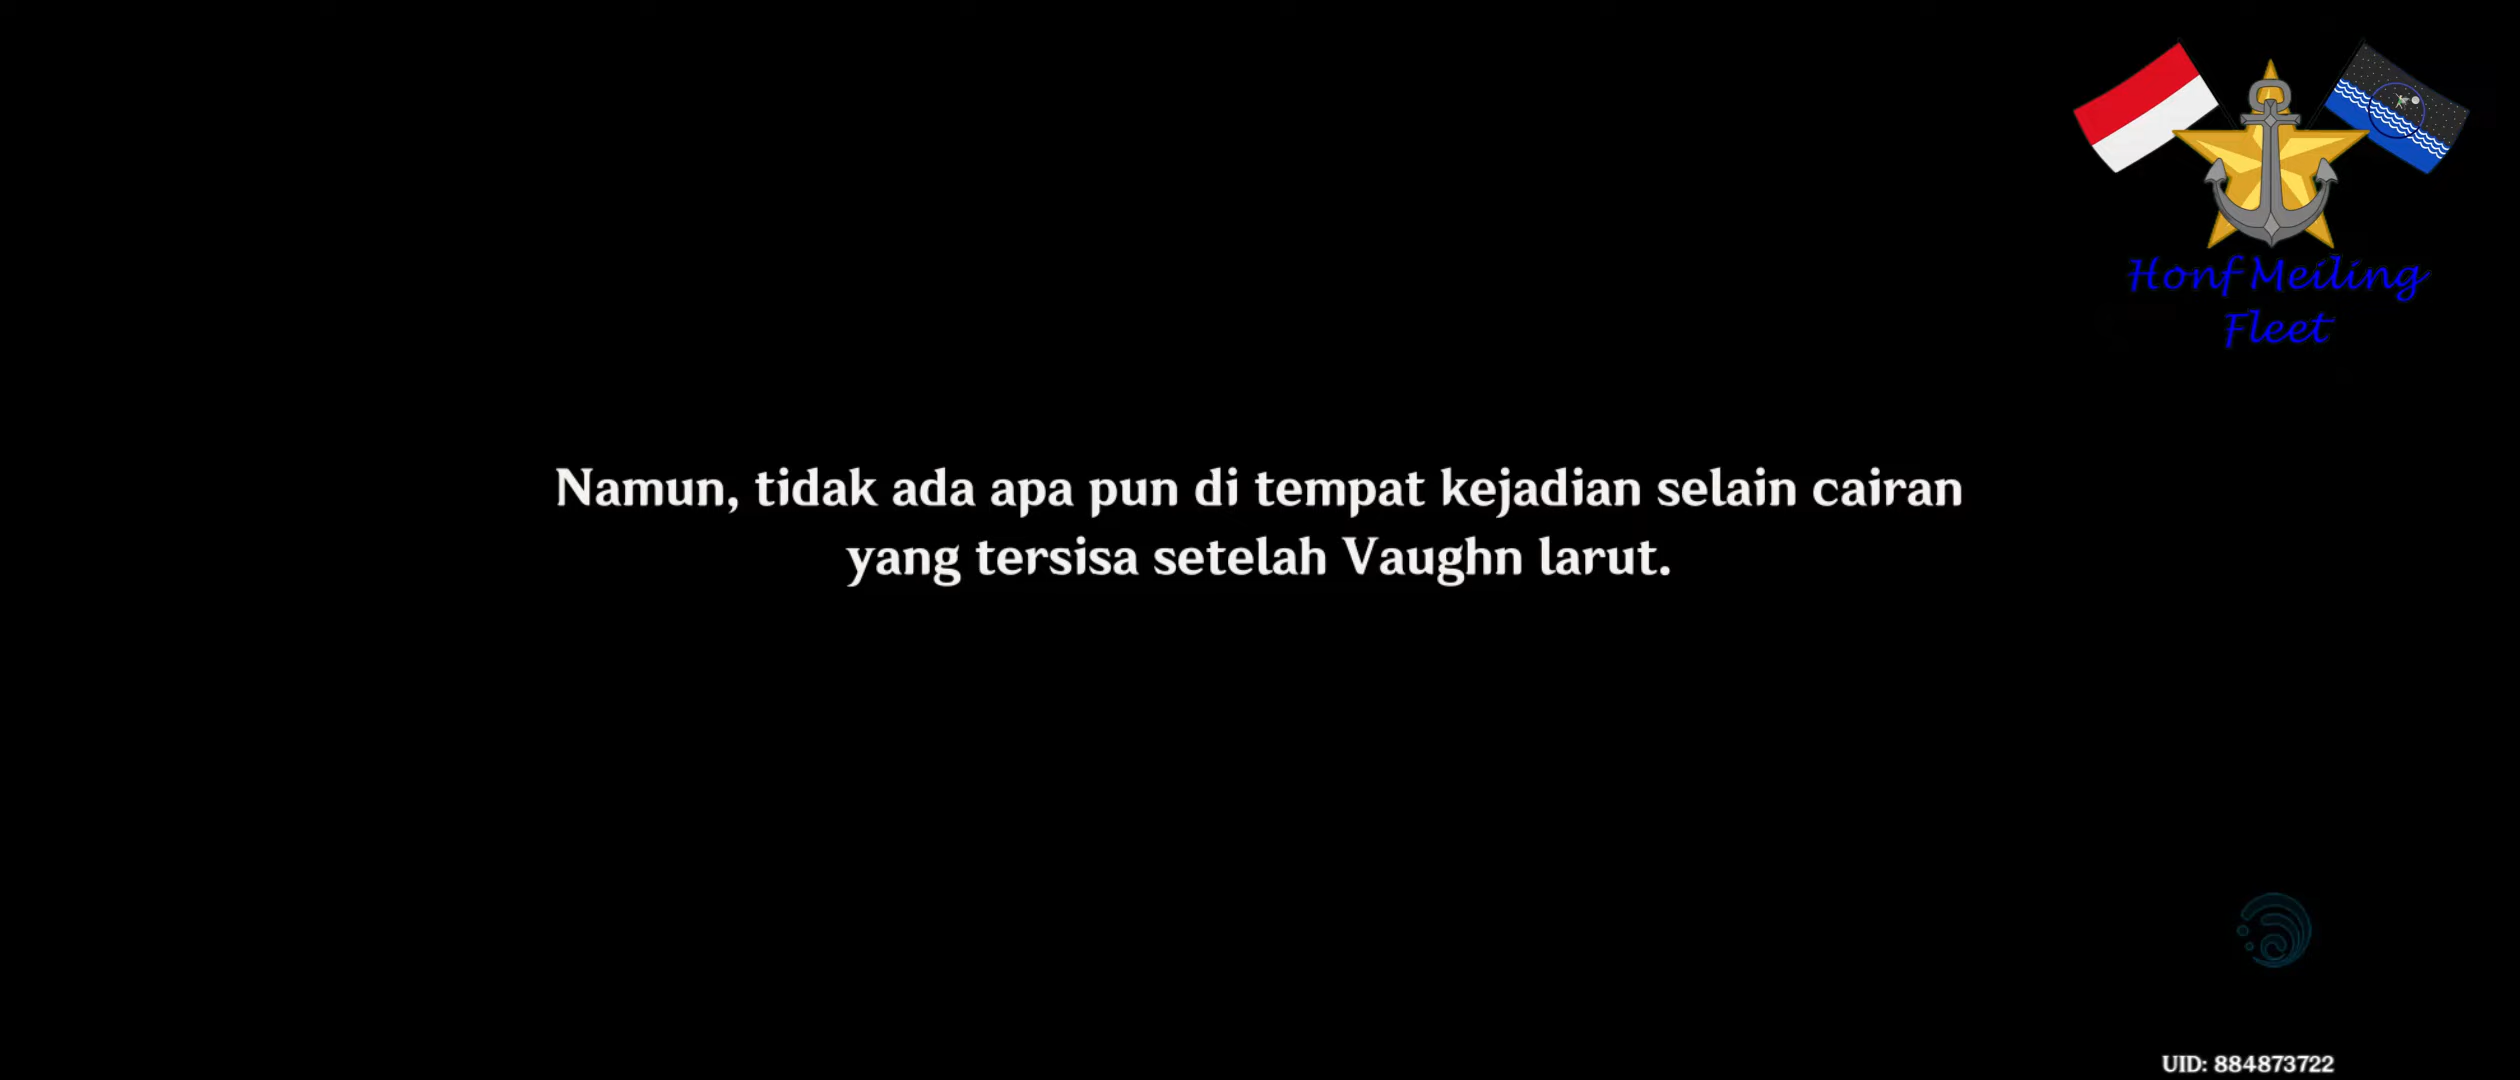 Honf Meiling
Fleet
Namun, tidak ada apa pun di tempat kejadian selain cairan
yang tersisa setelah Vaughn larut.
UID: 884873722